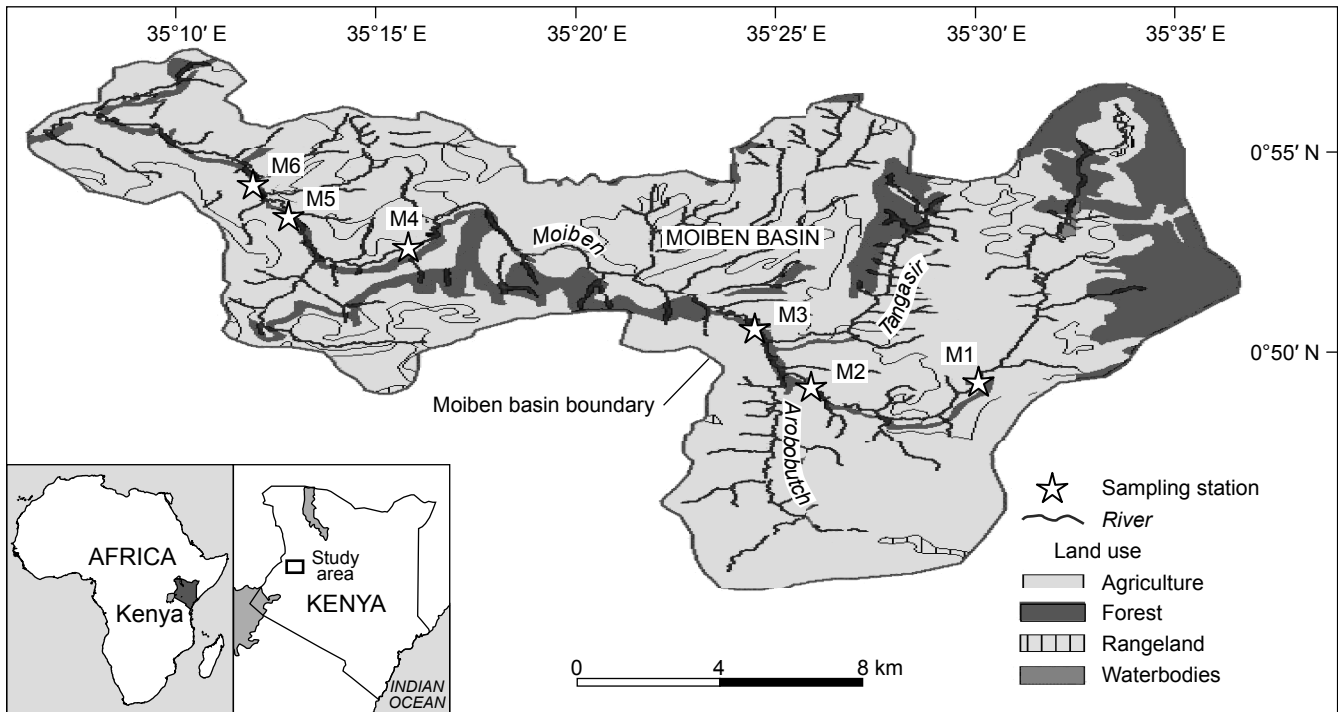 35°10′ E
35°15′ E
35°20′ E
35°25′ E
35°30′ E
35°35′ E
0°55′ N
0°50′ N
M6
M5
M4
Moiben
MOIBEN BASIN
Tangasir
M3
M2
M1
Moiben basin boundary
Arobobutch
AFRICA
Kenya
Study
area
KENYA
INDIAN
OCEAN
0
4
8 km
Sampling station
River
Land use
Agriculture
Forest
Rangeland
Waterbodies